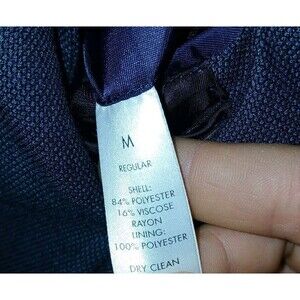 M
REGULAR
SHELL:
84% POLYESTER
16% VISCOSE
RAYON
LINING:
100% POLYESTER
DRY CLEAN